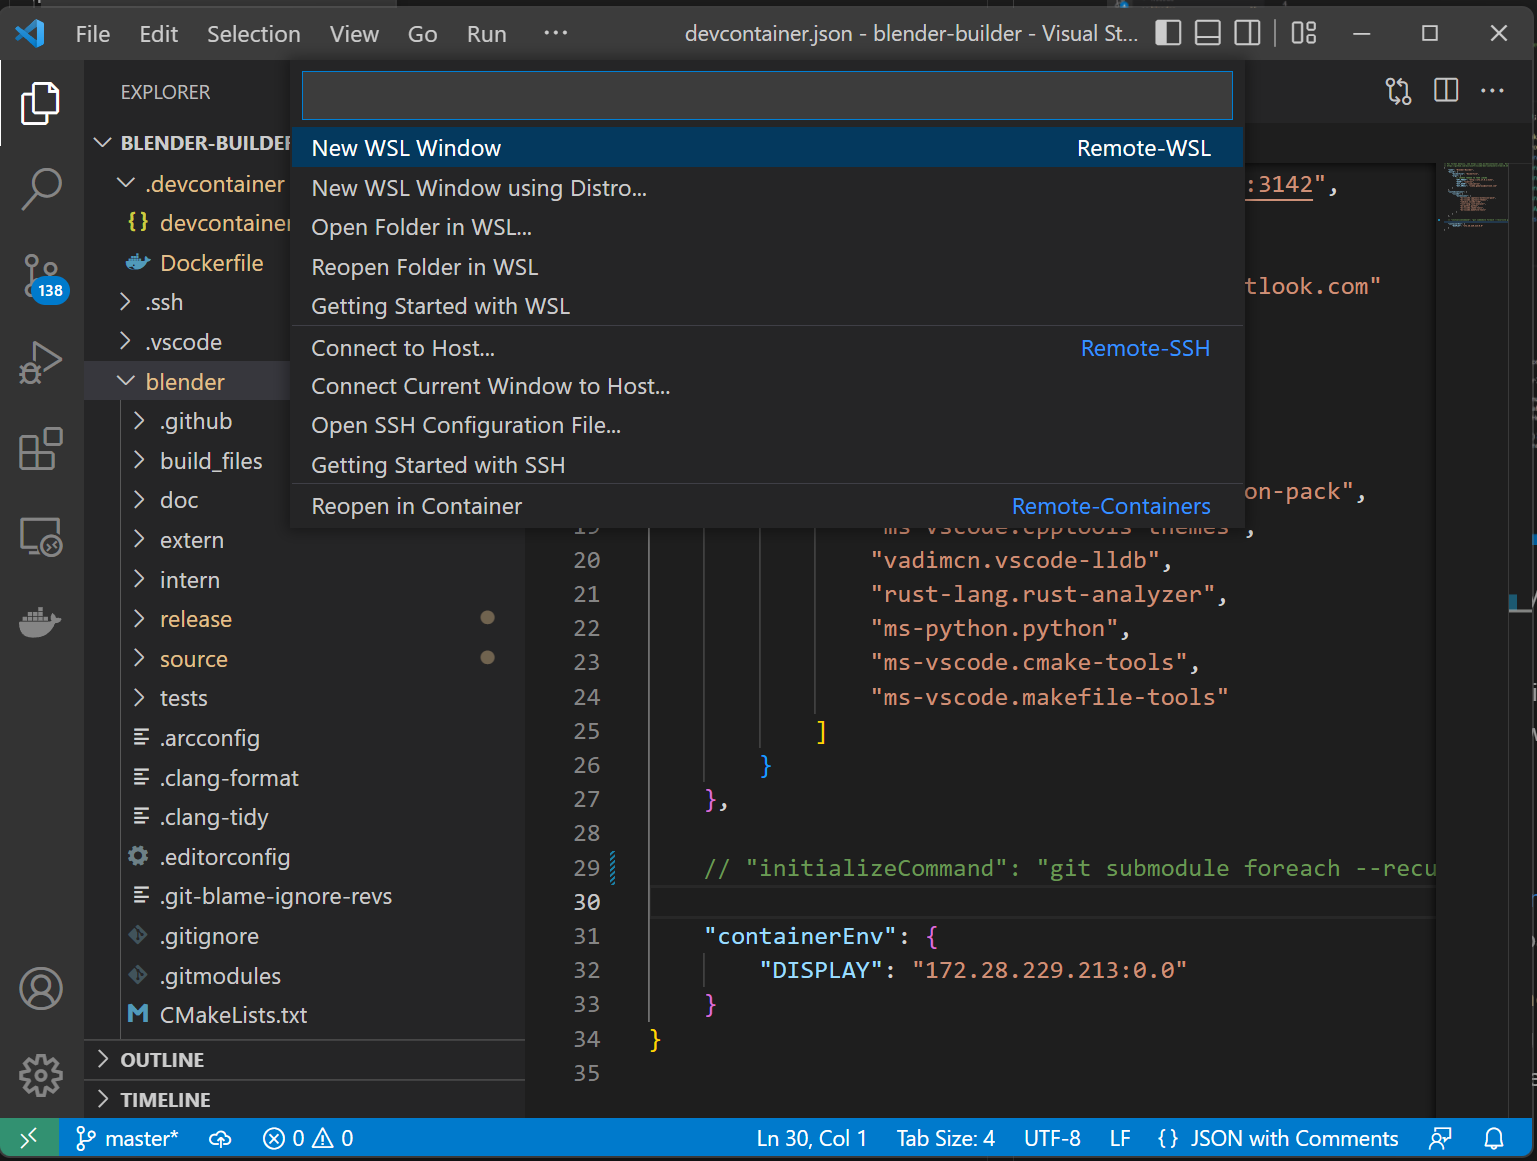 File Edit Selection View Go Run ··· devcontainer.json - blender-builder - Visual St...
EXPLORER
BLENDER-BUILDER
.devcontainer
{} devcontainer
Dockerfile
.ssh
.vscode
blender
.github
build_files
doc
extern
intern
release
source
tests
.arcconfig
.clang-format
.clang-tidy
.editorconfig
.git-blame-ignore-revs
.gitignore
.gitmodules
CMakeLists.txt
OUTLINE
TIMELINE
138
New WSL Window Remote-WSL
New WSL Window using Distro...
Open Folder in WSL...
Reopen Folder in WSL
Getting Started with WSL
Connect to Host... Remote-SSH
Connect Current Window to Host...
Open SSH Configuration File...
Getting Started with SSH
Reopen in Container Remote-Containers
:3142",
tlook.com"
on-pack",
19 "ms-vscode.cpptools-themes",
20 "vadimcn.vscode-lldb",
21 "rust-lang.rust-analyzer",
22 "ms-python.python",
23 "ms-vscode.cmake-tools",
24 "ms-vscode.makefile-tools"
25 ]
26 }
27 },
28
29 // "initializeCommand": "git submodule foreach --recu
30
31 "containerEnv": {
32 "DISPLAY": "172.28.229.213:0.0"
33 }
34 }
35
master* 0 0 Ln 30, Col 1 Tab Size: 4 UTF-8 LF {} JSON with Comments